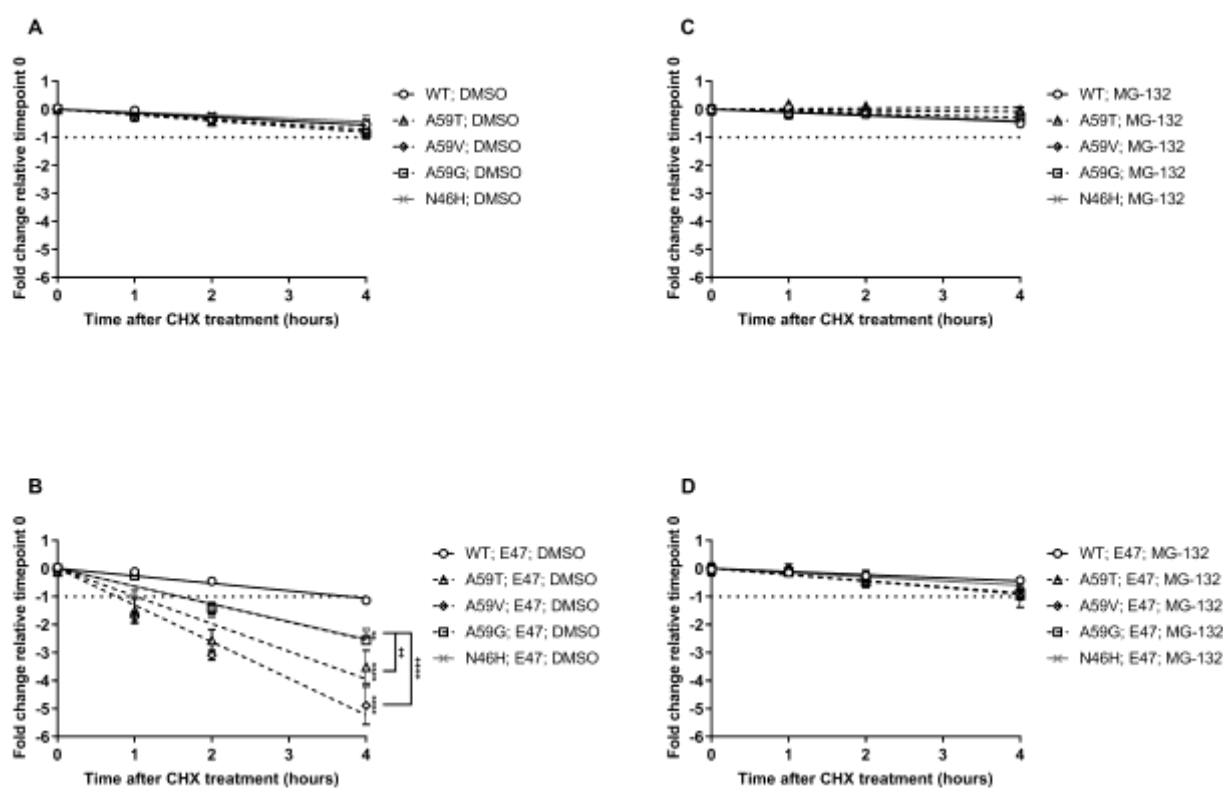 A
Fold change relative timepoint 0
1
0
-1
-2
-3
-4
-5
-6
0
1
2
3
4
Time after CHX treatment (hours)
WT; DMSO
A59T; DMSO
A59V; DMSO
A59G; DMSO
N46H; DMSO
C
Fold change relative timepoint 0
1
0
-1
-2
-3
-4
-5
-6
0
1
2
3
4
Time after CHX treatment (hours)
WT; MG-132
A59T; MG-132
A59V; MG-132
A59G; MG-132
N46H; MG-132
B
Fold change relative timepoint 0
1
0
-1
-2
-3
-4
-5
-6
0
1
2
3
4
Time after CHX treatment (hours)
WT; E47; DMSO
A59T; E47; DMSO
A59V; E47; DMSO
A59G; E47; DMSO
N46H; E47; DMSO
‡‡
‡‡‡‡
D
Fold change relative timepoint 0
1
0
-1
-2
-3
-4
-5
-6
0
1
2
3
4
Time after CHX treatment (hours)
WT; E47; MG-132
A59T; E47; MG-132
A59V; E47; MG-132
A59G; E47; MG-132
N46H; E47; MG-132